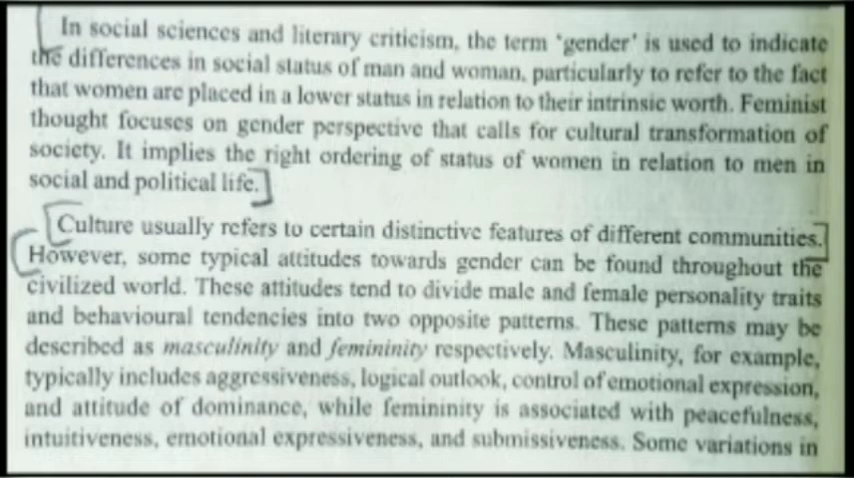 In social sciences and literary criticism, the term 'gender' is used to indicate
the differences in social status of man and woman, particularly to refer to the fact
that women are placed in a lower status in relation to their intrinsic worth. Feminist
thought focuses on gender perspective that calls for cultural transformation of
society. It implies the right ordering of status of women in relation to men in
social and political life.
Culture usually refers to certain distinctive features of different communities.
However, some typical attitudes towards gender can be found throughout the
civilized world. These attitudes tend to divide male and female personality traits
and behavioural tendencies into two opposite patterns. These patterns may be
described as masculinity and femininity respectively. Masculinity, for example,
typically includes aggressiveness, logical outlook, control of emotional expression,
and attitude of dominance, while femininity is associated with peacefulness,
intuitiveness, emotional expressiveness, and submissiveness. Some variations in